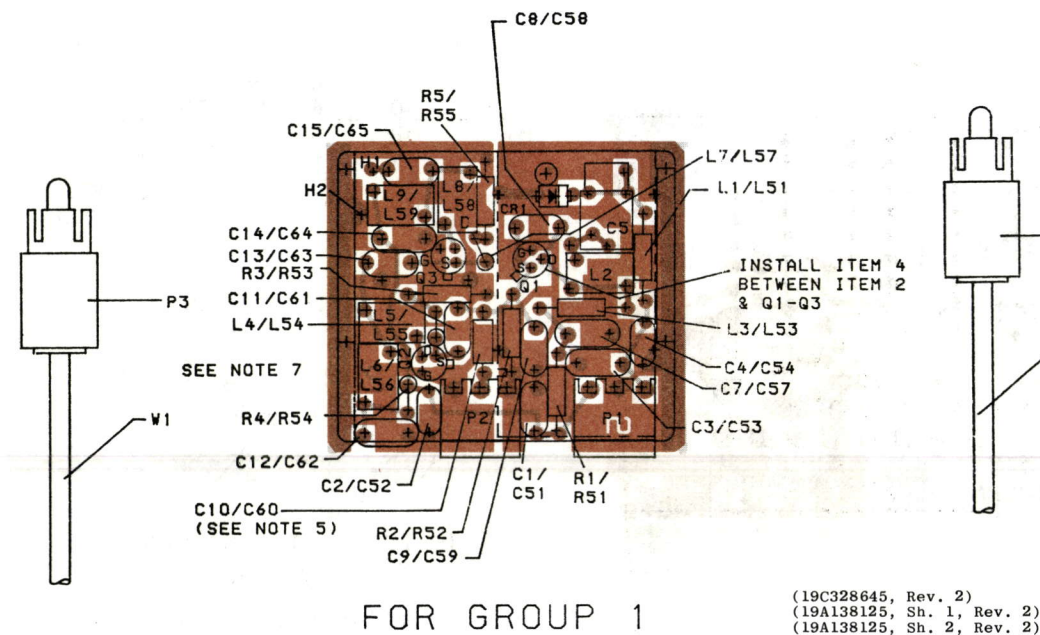 C8/C58
R5/
R55
C15/C65
L7/L57
L1/L51
H1
H2
L9/
L59
L8/
L58
CR1
C5
C14/C64
C13/C63
R3/R53
G
S
Q3
G
S
D
Q1
L2
INSTALL ITEM 4
BETWEEN ITEM 2
& Q1-Q3
C11/C61
L4/L54
L5/
L55
L3/L53
P3
SEE NOTE 7
L6/
L56
Q2
D
S
G
C4/C54
C7/C57
W1
R4/R54
P2
P1
C3/C53
C12/C62
C2/C52
C1/
C51
R1/
R51
C10/C60
(SEE NOTE 5)
R2/R52
C9/C59
FOR GROUP 1
(19C328645, Rev. 2)
(19A138125, Sh. 1, Rev. 2)
(19A138125, Sh. 2, Rev. 2)